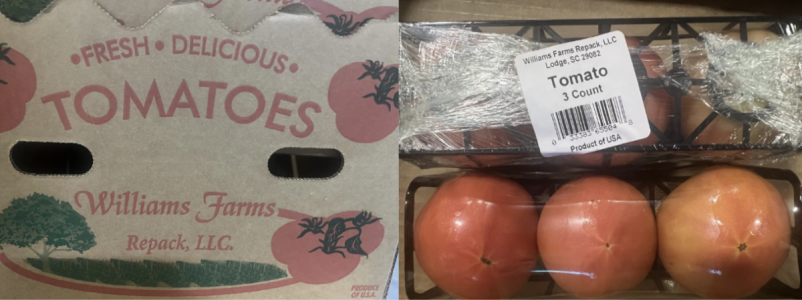 •FRESH • DELICIOUS•
TOMATOES
Williams Farms
Repack, LLC.
PRODUCE
OF U.S.A.
Williams Farms Repack, LLC
Lodge, SC 29082
Tomato
3 Count
Product of USA